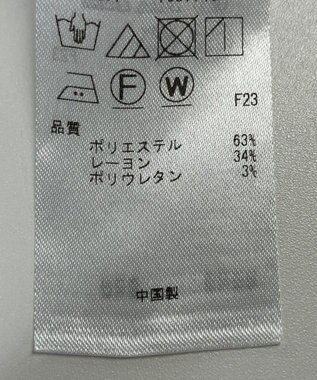 F W
F23
品質
ポリエステル 63%
レーヨン 34%
ポリウレタン 3%
中国製